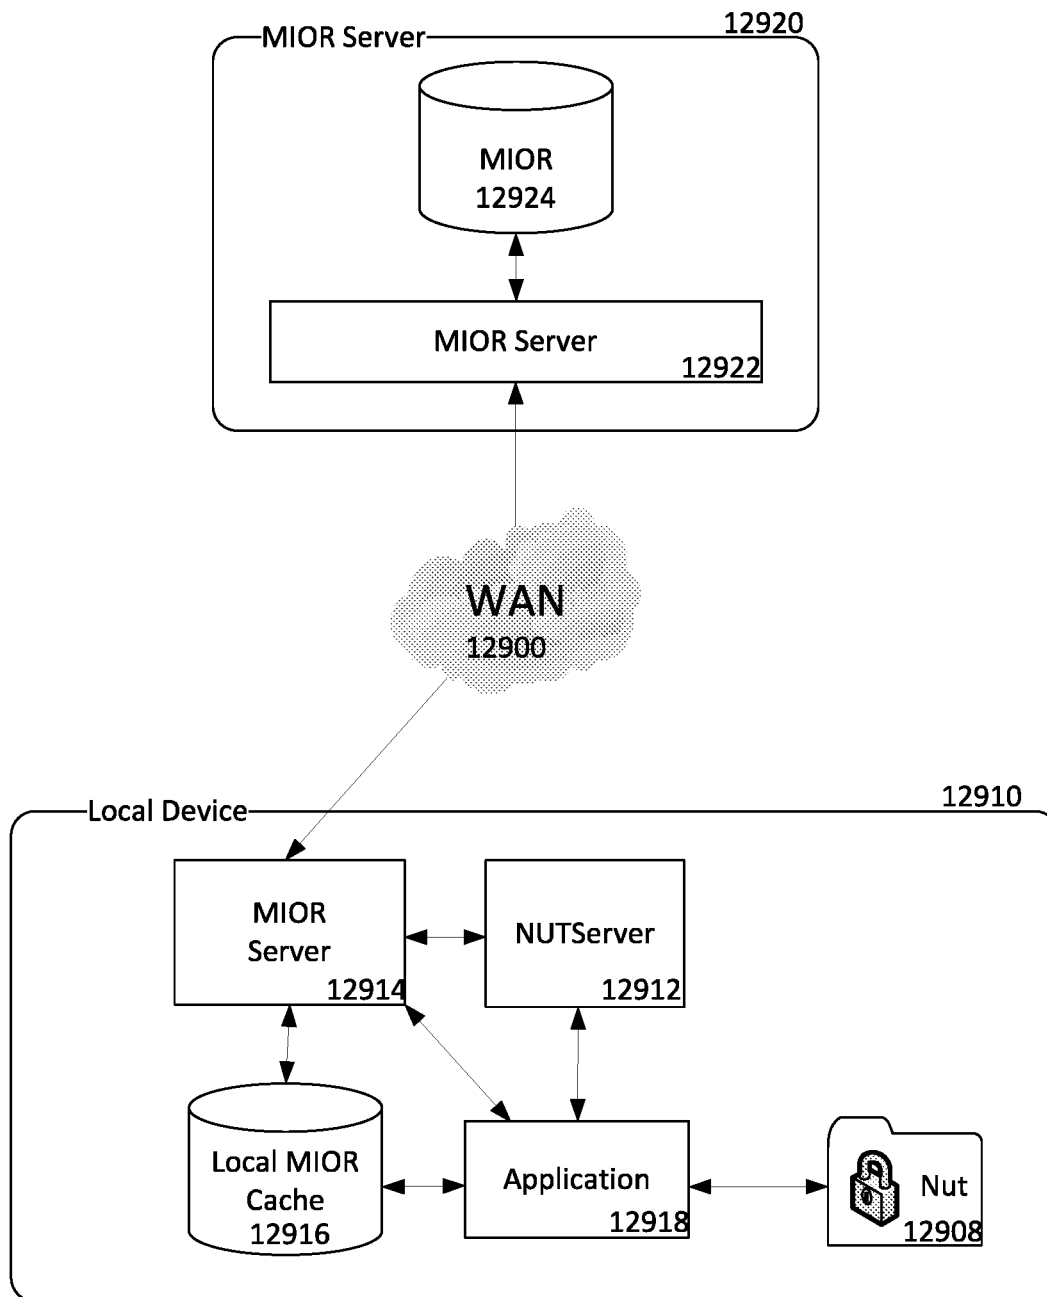 12920
MIOR Server
MIOR
12924
MIOR Server
12922
WAN
12900
12910
Local Device
MIOR
Server
12914
NUTServer
12912
Local MIOR
Cache
12916
Application
12918
Nut
12908